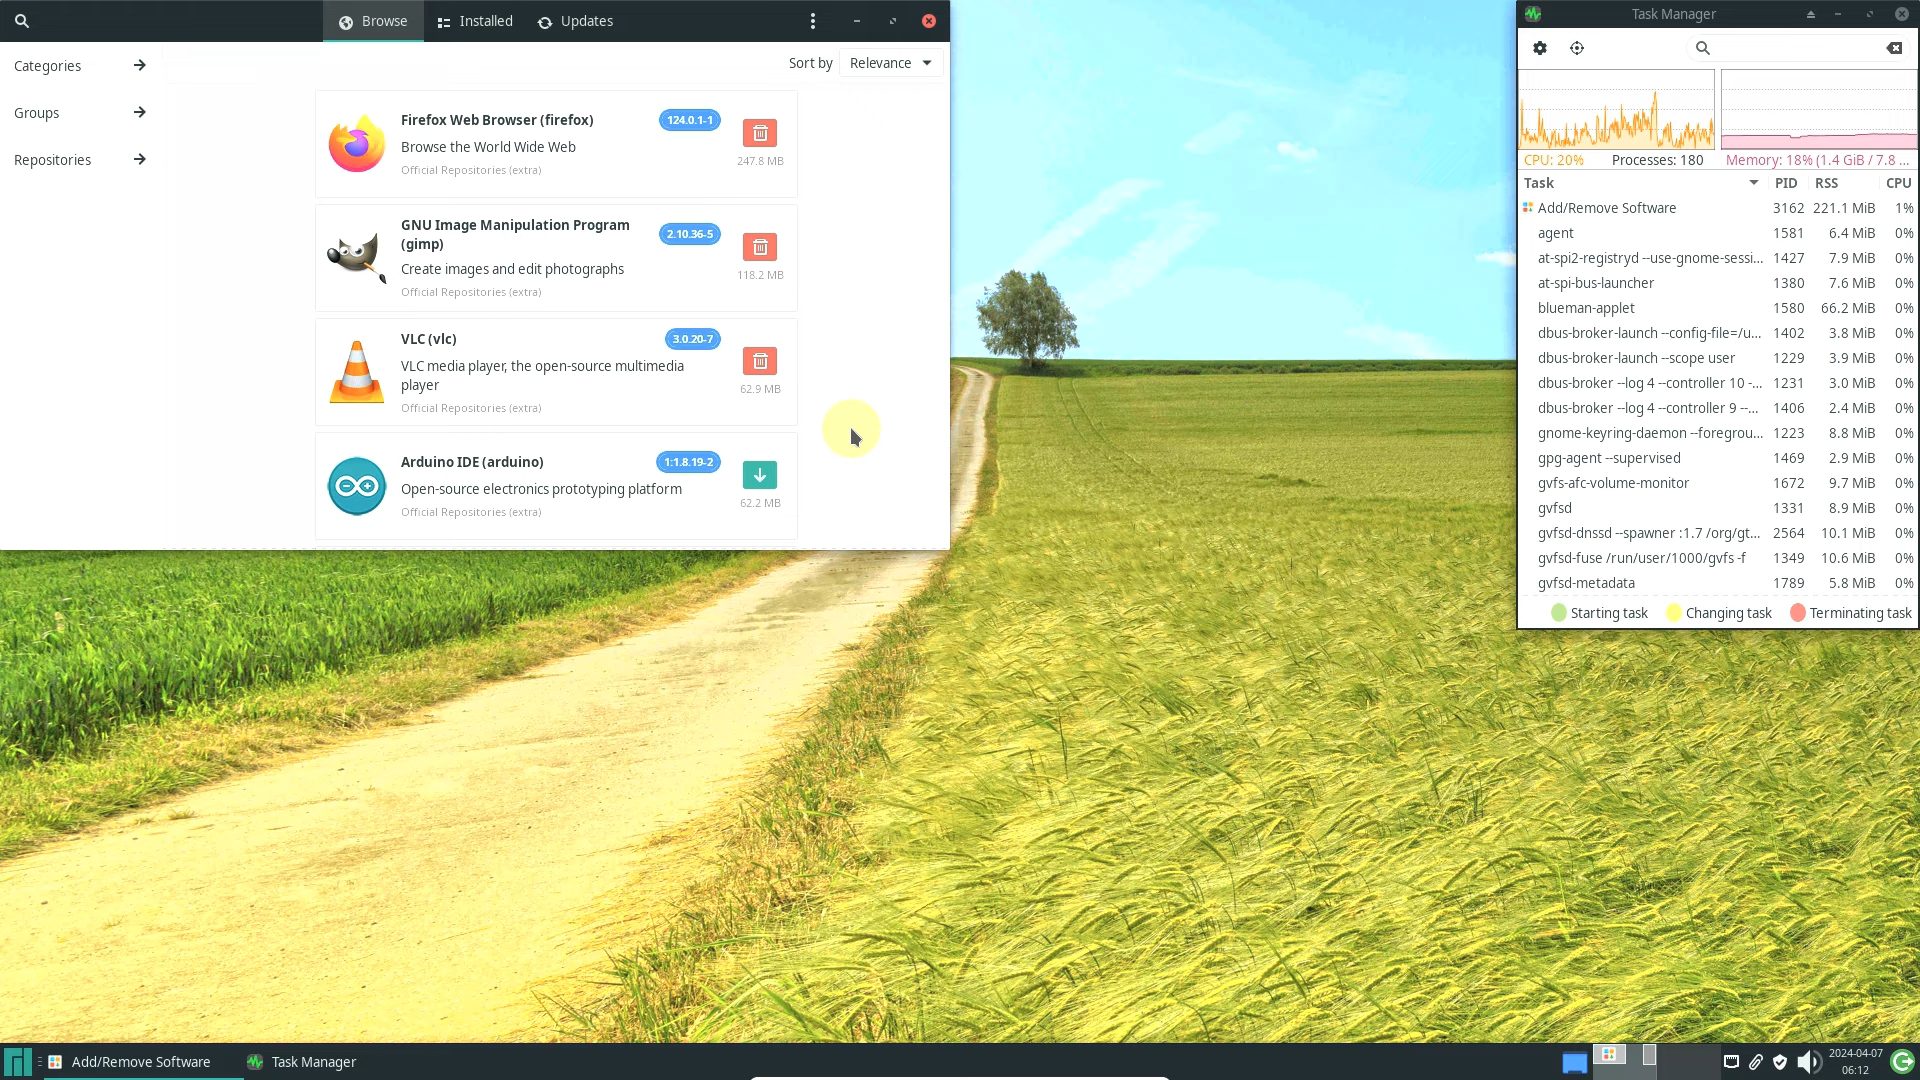 Browse
Installed
Updates
Categories
Groups
Repositories
Sort by Relevance
Firefox Web Browser (firefox)
124.0.1-1
Browse the World Wide Web
Official Repositories (extra)
247.8 MB
GNU Image Manipulation Program
(gimp)
2.10.36-5
Create images and edit photographs
Official Repositories (extra)
118.2 MB
VLC (vlc)
3.0.20-7
VLC media player, the open-source multimedia
player
Official Repositories (extra)
62.9 MB
Arduino IDE (arduino)
1:1.8.19-2
Open-source electronics prototyping platform
Official Repositories (extra)
62.2 MB
Task Manager
CPU: 20% Processes: 180 Memory: 18% (1.4 GiB / 7.8 ...
Task PID RSS CPU
Add/Remove Software 3162 221.1 MiB 1%
agent 1581 6.4 MiB 0%
at-spi2-registryd --use-gnome-sessi... 1427 7.9 MiB 0%
at-spi-bus-launcher 1380 7.6 MiB 0%
blueman-applet 1580 66.2 MiB 0%
dbus-broker-launch --config-file=/u... 1402 3.8 MiB 0%
dbus-broker-launch --scope user 1229 3.9 MiB 0%
dbus-broker --log 4 --controller 10 -... 1231 3.0 MiB 0%
dbus-broker --log 4 --controller 9 --... 1406 2.4 MiB 0%
gnome-keyring-daemon --foregrou... 1223 8.8 MiB 0%
gpg-agent --supervised 1469 2.9 MiB 0%
gvfs-afc-volume-monitor 1672 9.7 MiB 0%
gvfsd 1331 8.9 MiB 0%
gvfsd-dnssd --spawner :1.7 /org/gt... 2564 10.1 MiB 0%
gvfsd-fuse /run/user/1000/gvfs -f 1349 10.6 MiB 0%
gvfsd-metadata 1789 5.8 MiB 0%
Starting task Changing task Terminating task
Add/Remove Software
Task Manager
2024-04-07
06:12